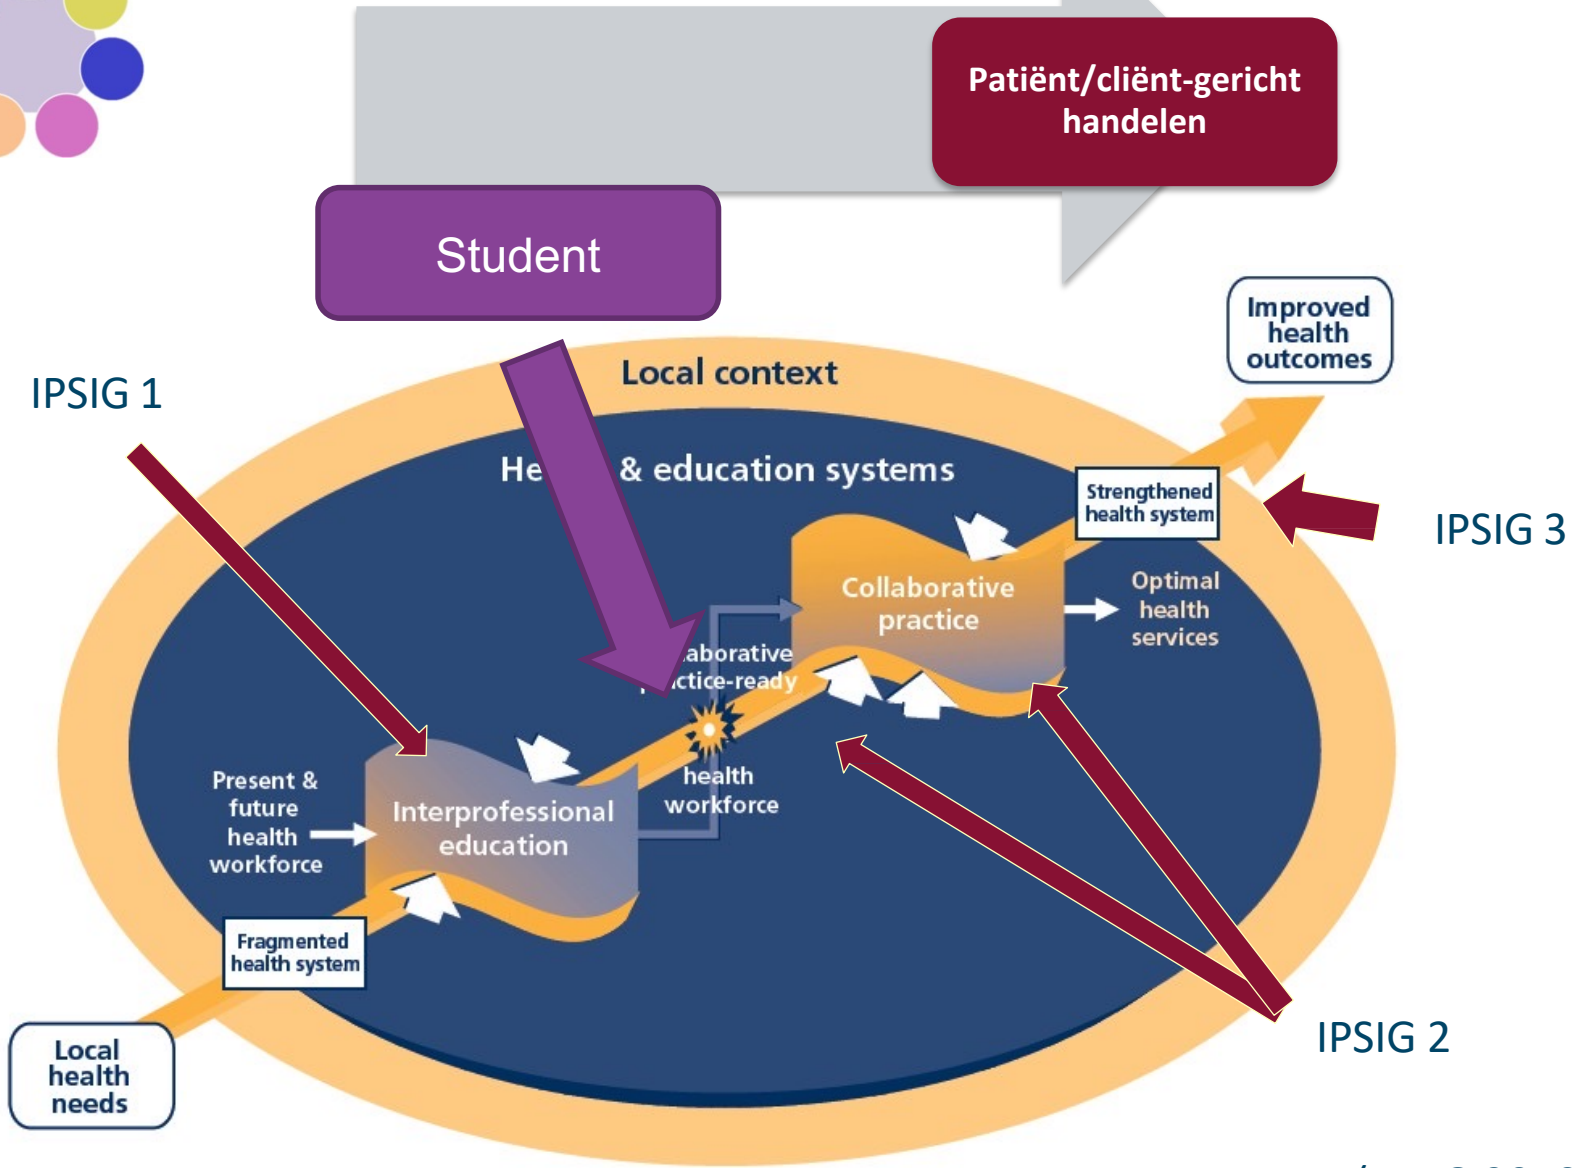 Patiënt/cliënt-gericht
handelen
Student
Improved
health
outcomes
Local context
IPSIG 1
& education systems
Strengthened
health system
IPSIG 3
Collaborative
practice
Optimal
health
services
health
workforce
Present &
future
health
workforce
Interprofessional
education
Fragmented
health system
IPSIG 2
Local
health
needs